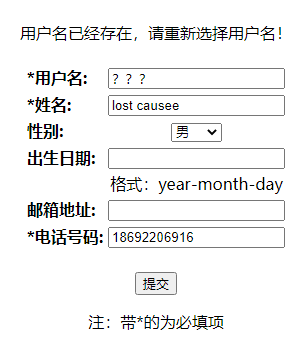 用户名已经存在，请重新选择用户名！
*用户名: ？？？
*姓名: lost causee
性别: 男
出生日期:
格式：year-month-day
邮箱地址:
*电话号码: 18692206916
提交
注：带*的为必填项